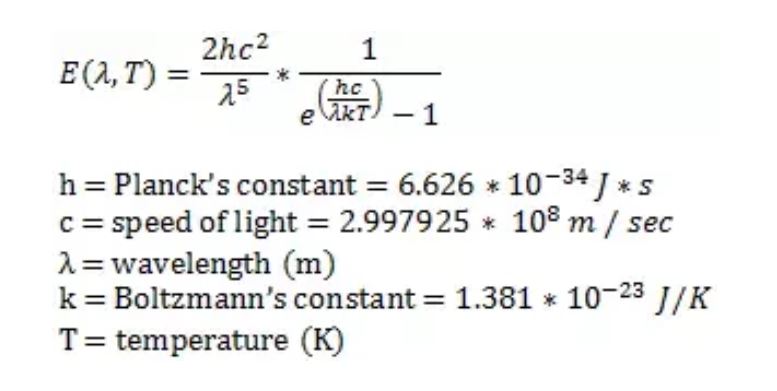 E(λ, T) = 2hc²/λ⁵ * 1/(e^(hc/λkT) − 1)
h = Planck's constant = 6.626 * 10⁻³⁴ J * s
c = speed of light = 2.997925 * 10⁸ m / sec
λ = wavelength (m)
k = Boltzmann's constant = 1.381 * 10⁻²³ J/K
T = temperature (K)